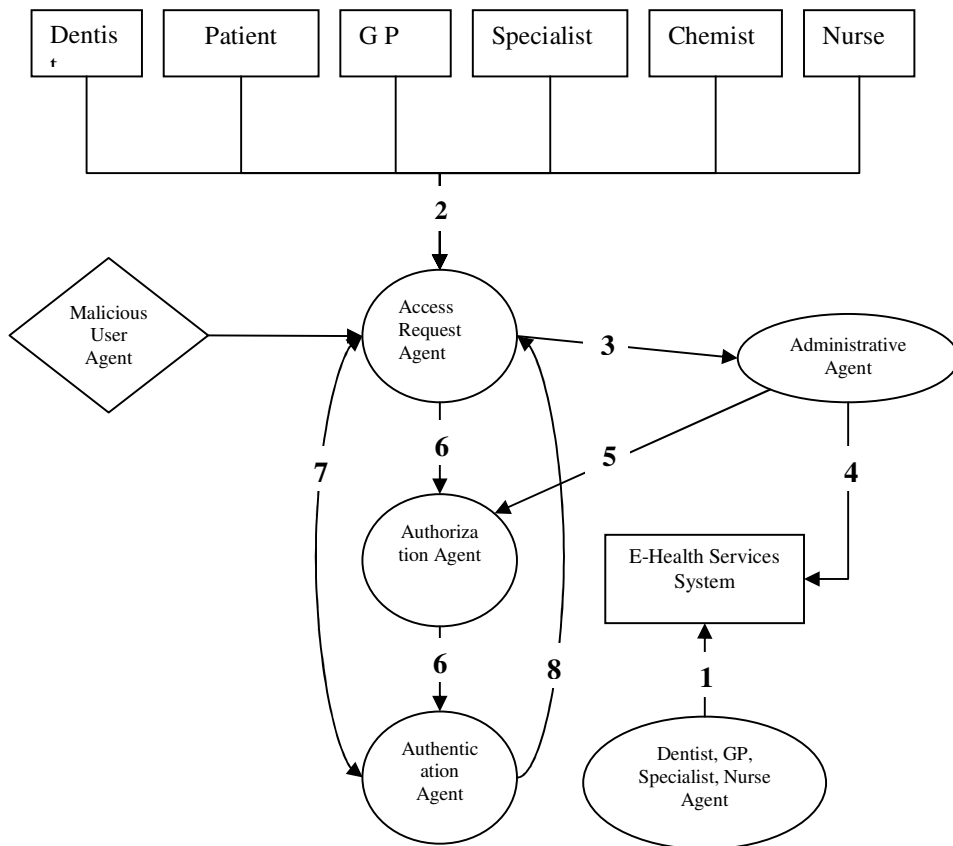 Dentis
t
Patient
G P
Specialist
Chemist
Nurse
2
Malicious
User
Agent
Access
Request
Agent
3
Administrative
Agent
6
5
4
7
Authoriza
tion Agent
E-Health Services
System
6
8
1
Authentic
ation
Agent
Dentist, GP,
Specialist, Nurse
Agent